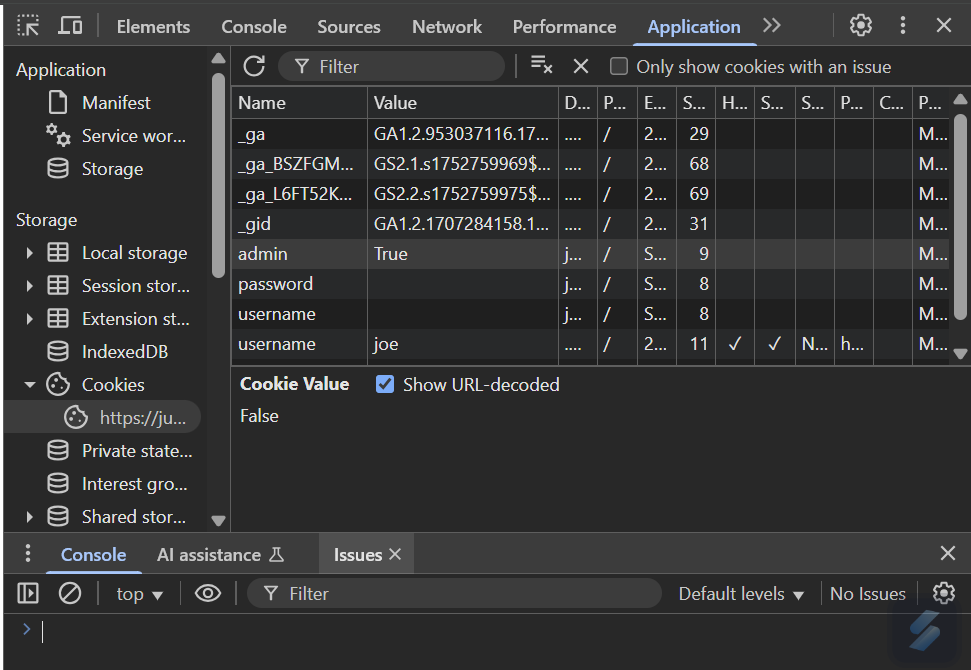 Elements Console Sources Network Performance Application
Application
Manifest
Service wor...
Storage
Storage
Local storage
Session stor...
Extension st...
IndexedDB
Cookies
https://ju...
Private state...
Interest gro...
Shared stor...
Filter Only show cookies with an issue
Name Value D... P... E... S... H... S... S... P... C... P...
_ga GA1.2.953037116.17... .... / 2... 29 M...
_ga_BSZFGM... GS2.1.s1752759969$... .... / 2... 68 M...
_ga_L6FT52K... GS2.2.s1752759975$... .... / 2... 69 M...
_gid GA1.2.1707284158.1... .... / 2... 31 M...
admin True j... / S... 9 M...
password j... / S... 8 M...
username j... / S... 8 M...
username joe .... / 2... 11 ✓ ✓ N... h... M...
Cookie Value Show URL-decoded
False
Console AI assistance Issues
top Filter Default levels No Issues